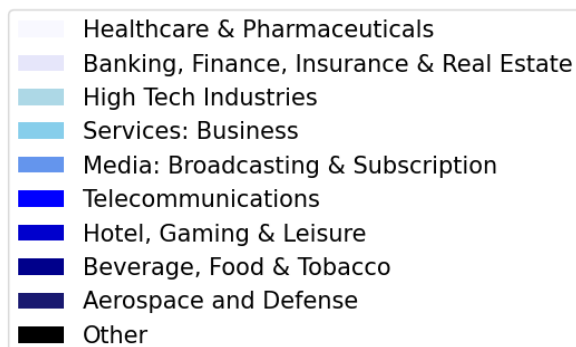 Healthcare & Pharmaceuticals
Banking, Finance, Insurance & Real Estate
High Tech Industries
Services: Business
Media: Broadcasting & Subscription
Telecommunications
Hotel, Gaming & Leisure
Beverage, Food & Tobacco
Aerospace and Defense
Other